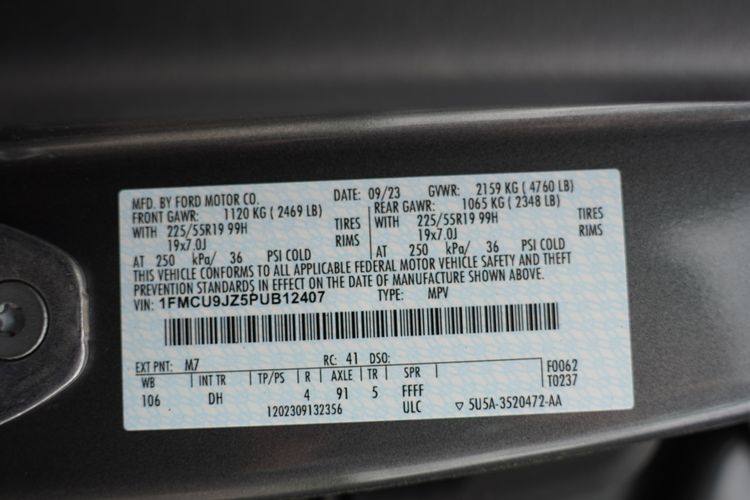 MFD. BY FORD MOTOR CO. DATE: 09/23 GVWR: 2159 KG ( 4760 LB)
FRONT GAWR: 1120 KG ( 2469 LB) REAR GAWR: 1065 KG ( 2348 LB)
WITH 225/55R19 99H TIRES WITH 225/55R19 99H TIRES
19x7.0J RIMS 19x7.0J RIMS
AT 250 kPa/ 36 PSI COLD AT 250 kPa/ 36 PSI COLD
THIS VEHICLE CONFORMS TO ALL APPLICABLE FEDERAL MOTOR VEHICLE SAFETY AND THEFT
PREVENTION STANDARDS IN EFFECT ON THE DATE OF MANUFACTURE SHOWN ABOVE.
VIN: 1FMCU9JZ5PUB12407 TYPE: MPV
EXT PNT: M7 RC: 41 DSO: F0062
WB INT TR TP/PS R AXLE TR SPR T0237
106 DH 4 91 5 FFFF
1202309132356 ULC ▽ 5U5A-3520472-AA